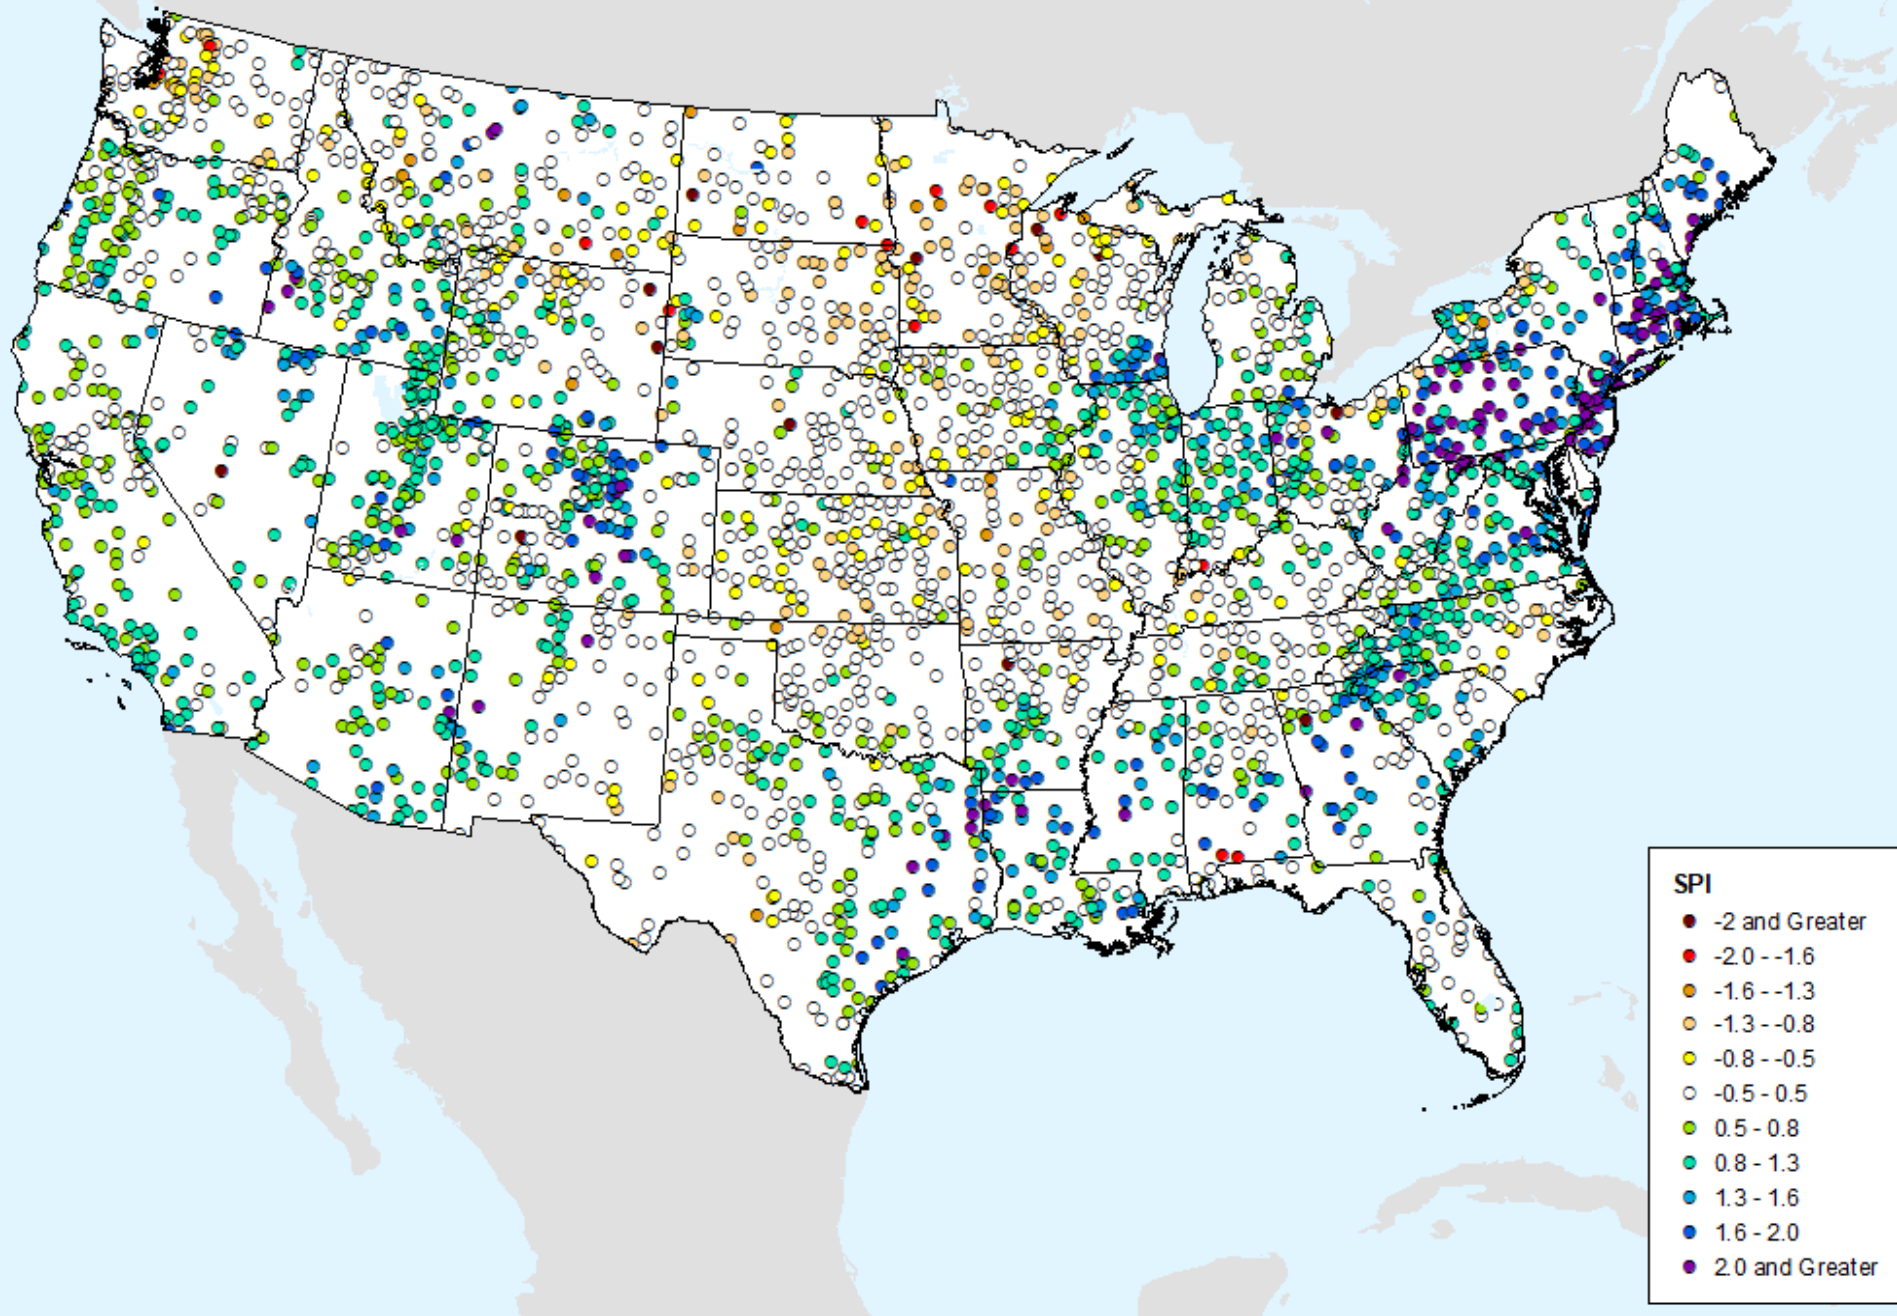 SPI
-2 and Greater
-2.0 - -1.6
-1.6 - -1.3
-1.3 - -0.8
-0.8 - -0.5
-0.5 - 0.5
0.5 - 0.8
0.8 - 1.3
1.3 - 1.6
1.6 - 2.0
2.0 and Greater